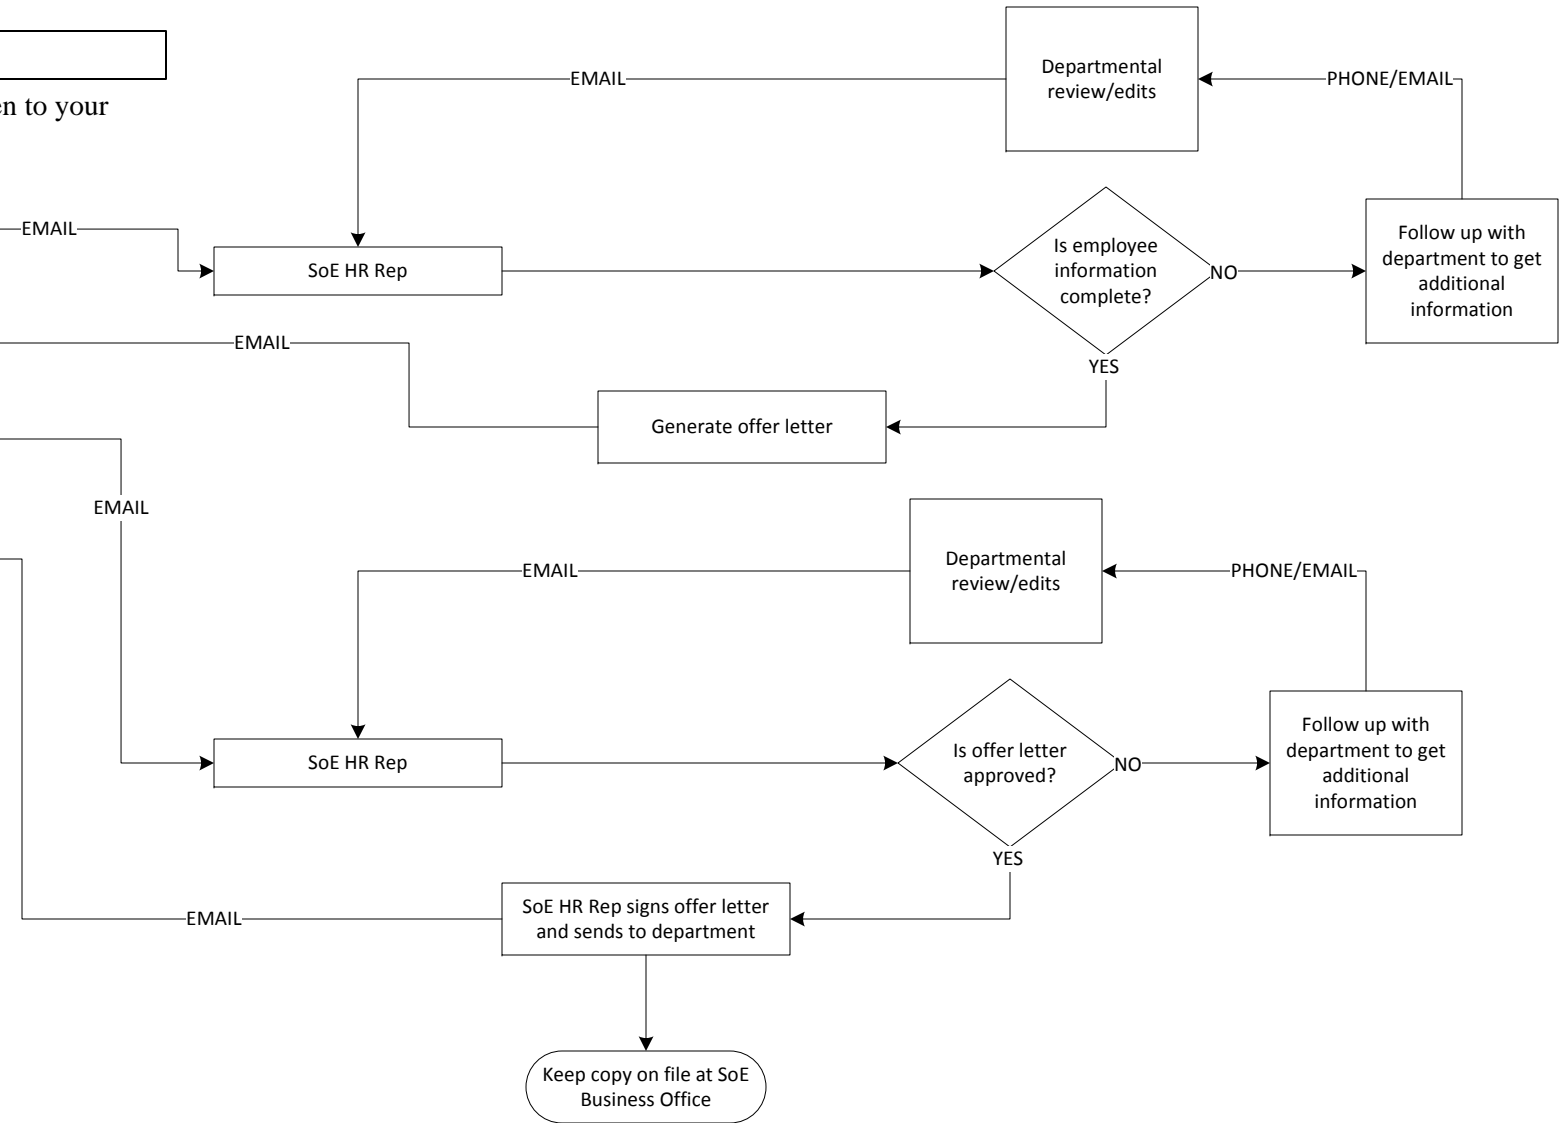 EMAIL
Departmental
review/edits
PHONE/EMAIL
en to your
EMAIL
SoE HR Rep
Is employee
information
complete?
NO
Follow up with
department to get
additional
information
EMAIL
YES
Generate offer letter
EMAIL
EMAIL
Departmental
review/edits
PHONE/EMAIL
SoE HR Rep
Is offer letter
approved?
NO
Follow up with
department to get
additional
information
YES
SoE HR Rep signs offer letter
and sends to department
EMAIL
Keep copy on file at SoE
Business Office